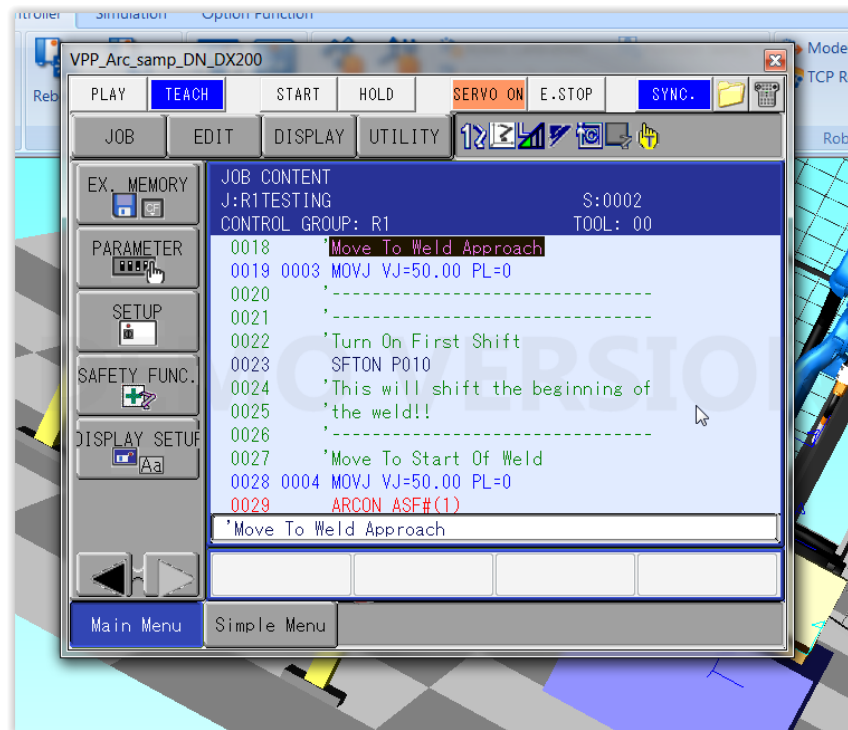 Simulation
Option Function
VPP_Arc_samp_DN_DX200
PLAY TEACH START HOLD SERVO ON E.STOP SYNC.
JOB EDIT DISPLAY UTILITY
EX. MEMORY
CF
PARAMETER
SETUP
SAFETY FUNC.
DISPLAY SETUP
Aa
JOB CONTENT
J:R1TESTING S:0002
CONTROL GROUP: R1 TOOL: 00
0018 'Move To Weld Approach
0019 0003 MOVJ VJ=50.00 PL=0
0020 '--------------------------------
0021 '--------------------------------
0022 'Turn On First Shift
0023 SFTON P010
0024 'This will shift the beginning of
0025 'the weld!!
0026 '--------------------------------
0027 'Move To Start Of Weld
0028 0004 MOVJ VJ=50.00 PL=0
0029 ARCON ASF#(1)
'Move To Weld Approach
Main Menu Simple Menu
Mode
TCP R
Reb
Rob